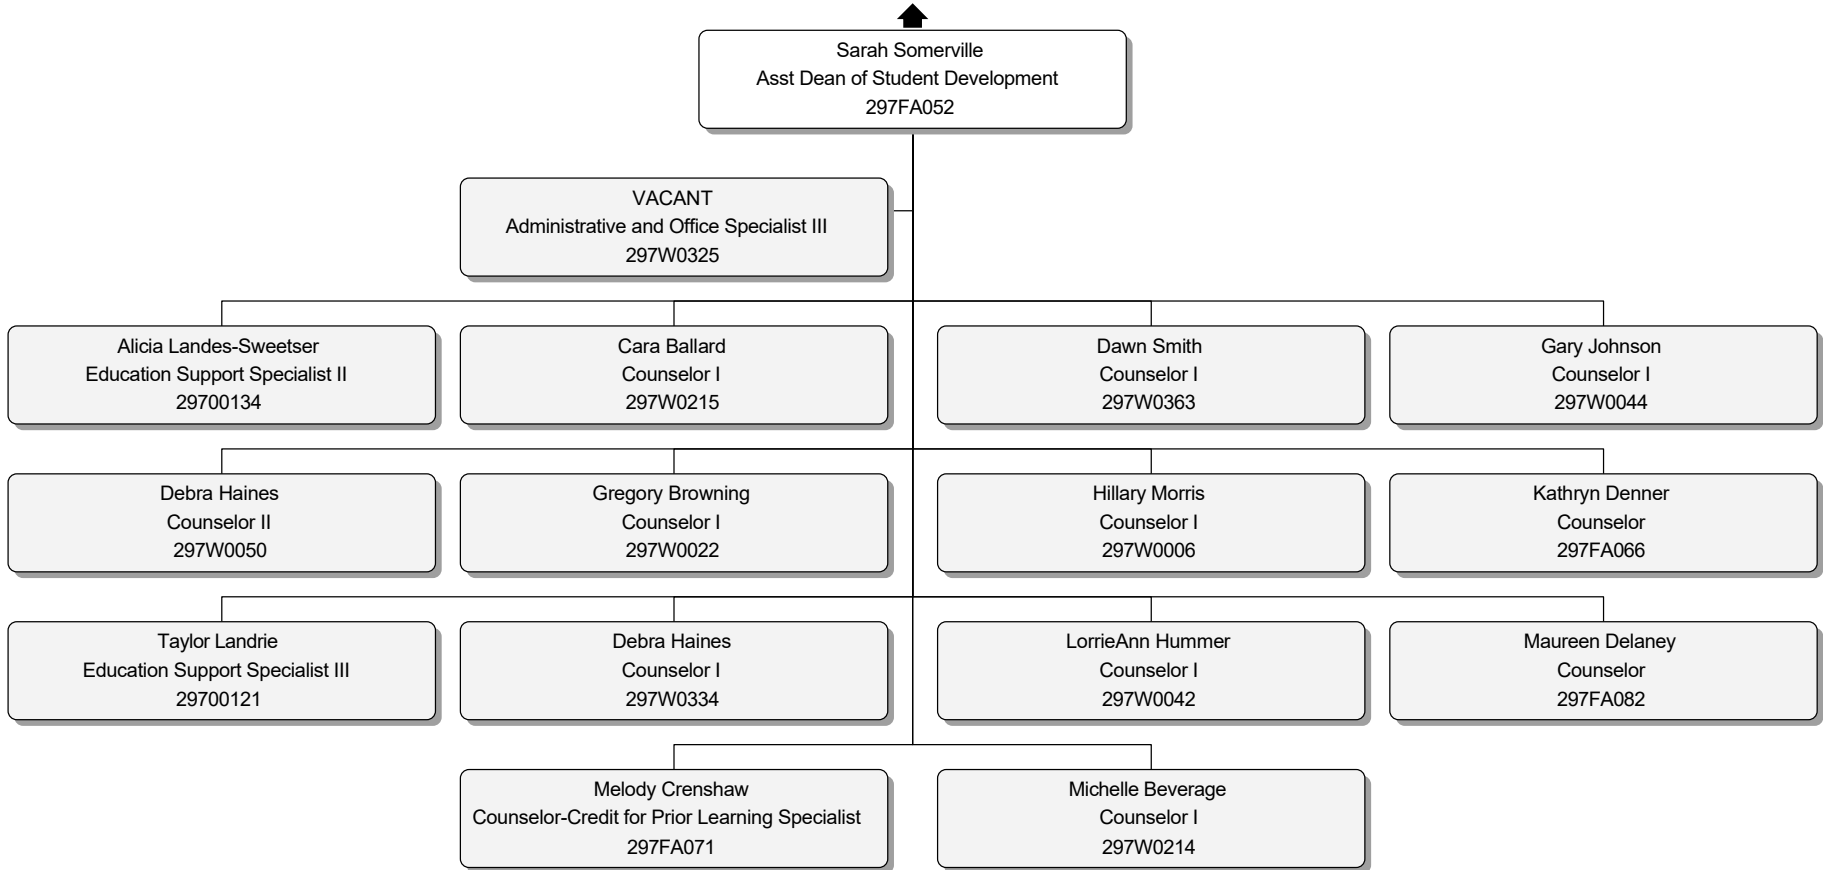 Sarah Somerville
Asst Dean of Student Development
297FA052
VACANT
Administrative and Office Specialist III
297W0325
Alicia Landes-Sweetser
Education Support Specialist II
29700134
Cara Ballard
Counselor I
297W0215
Dawn Smith
Counselor I
297W0363
Gary Johnson
Counselor I
297W0044
Debra Haines
Counselor II
297W0050
Gregory Browning
Counselor I
297W0022
Hillary Morris
Counselor I
297W0006
Kathryn Denner
Counselor
297FA066
Taylor Landrie
Education Support Specialist III
29700121
Debra Haines
Counselor I
297W0334
LorrieAnn Hummer
Counselor I
297W0042
Maureen Delaney
Counselor
297FA082
Melody Crenshaw
Counselor-Credit for Prior Learning Specialist
297FA071
Michelle Beverage
Counselor I
297W0214